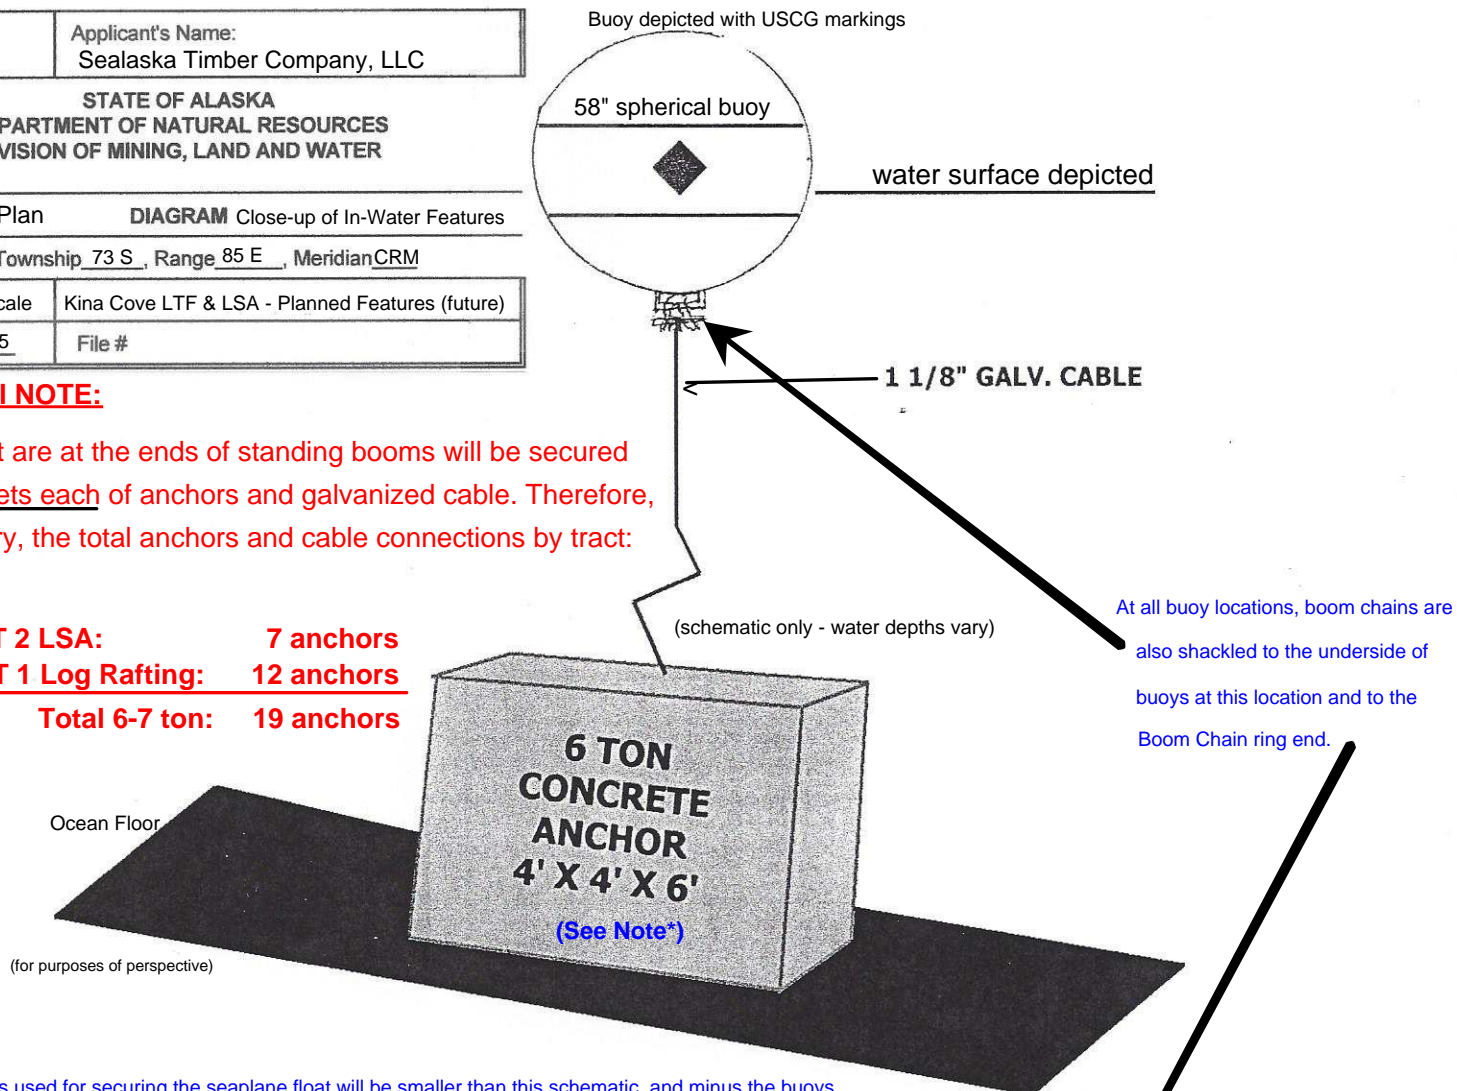 Applicant's Name:
Sealaska Timber Company, LLC
STATE OF ALASKA
PARTMENT OF NATURAL RESOURCES
VISION OF MINING, LAND AND WATER
Plan DIAGRAM Close-up of In-Water Features
Township 73 S , Range 85 E , Meridian CRM
cale Kina Cove LTF & LSA - Planned Features (future)
5 File #
Buoy depicted with USCG markings
58" spherical buoy
water surface depicted
1 1/8" GALV. CABLE
l NOTE:
t are at the ends of standing booms will be secured
ets each of anchors and galvanized cable. Therefore,
ry, the total anchors and cable connections by tract:
T 2 LSA: 7 anchors
T 1 Log Rafting: 12 anchors
Total 6-7 ton: 19 anchors
(schematic only - water depths vary)
At all buoy locations, boom chains are
also shackled to the underside of
buoys at this location and to the
Boom Chain ring end.
6 TON
CONCRETE
ANCHOR
4' X 4' X 6'
(See Note*)
Ocean Floor
(for purposes of perspective)
s used for securing the seaplane float will be smaller than this schematic, and minus the buoys